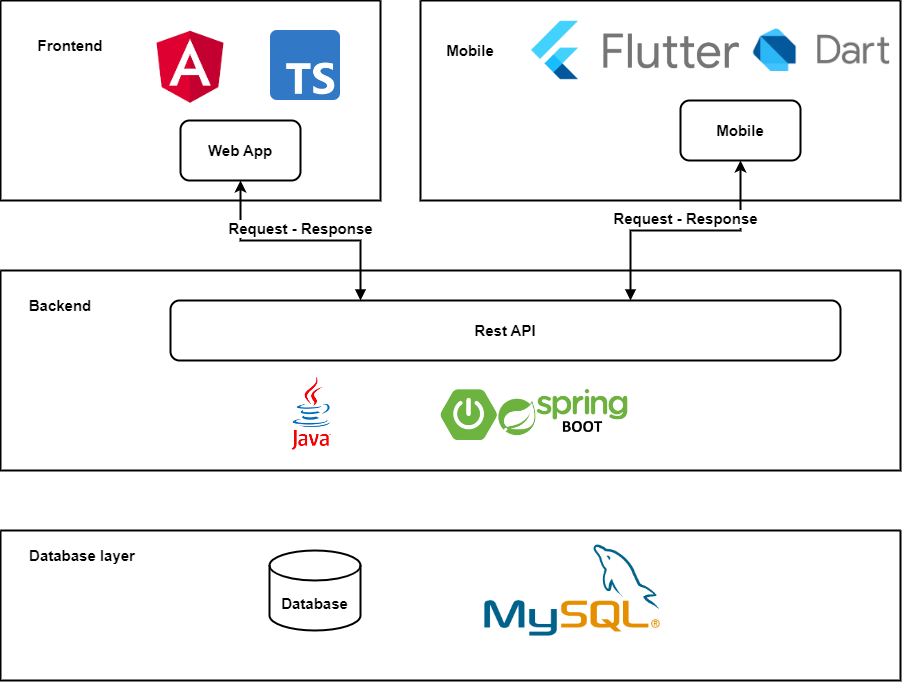 Frontend
A
TS
Web App
Mobile
Flutter
Dart
Mobile
Request - Response
Request - Response
Backend
Rest API
Java
spring
BOOT
Database layer
Database
MySQL®